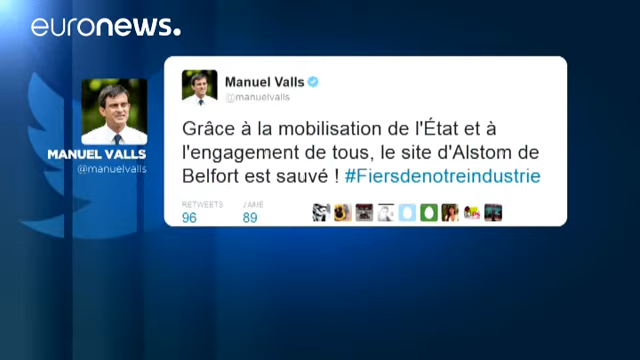 euronews.
Manuel Valls
@manuelvalls
Grâce à la mobilisation de l'État et à
l'engagement de tous, le site d'Alstom de
Belfort est sauvé ! #Fiersdenotreindustrie
RETWEETS J'AIME
96 89
MANUEL VALLS
@manuelvalls